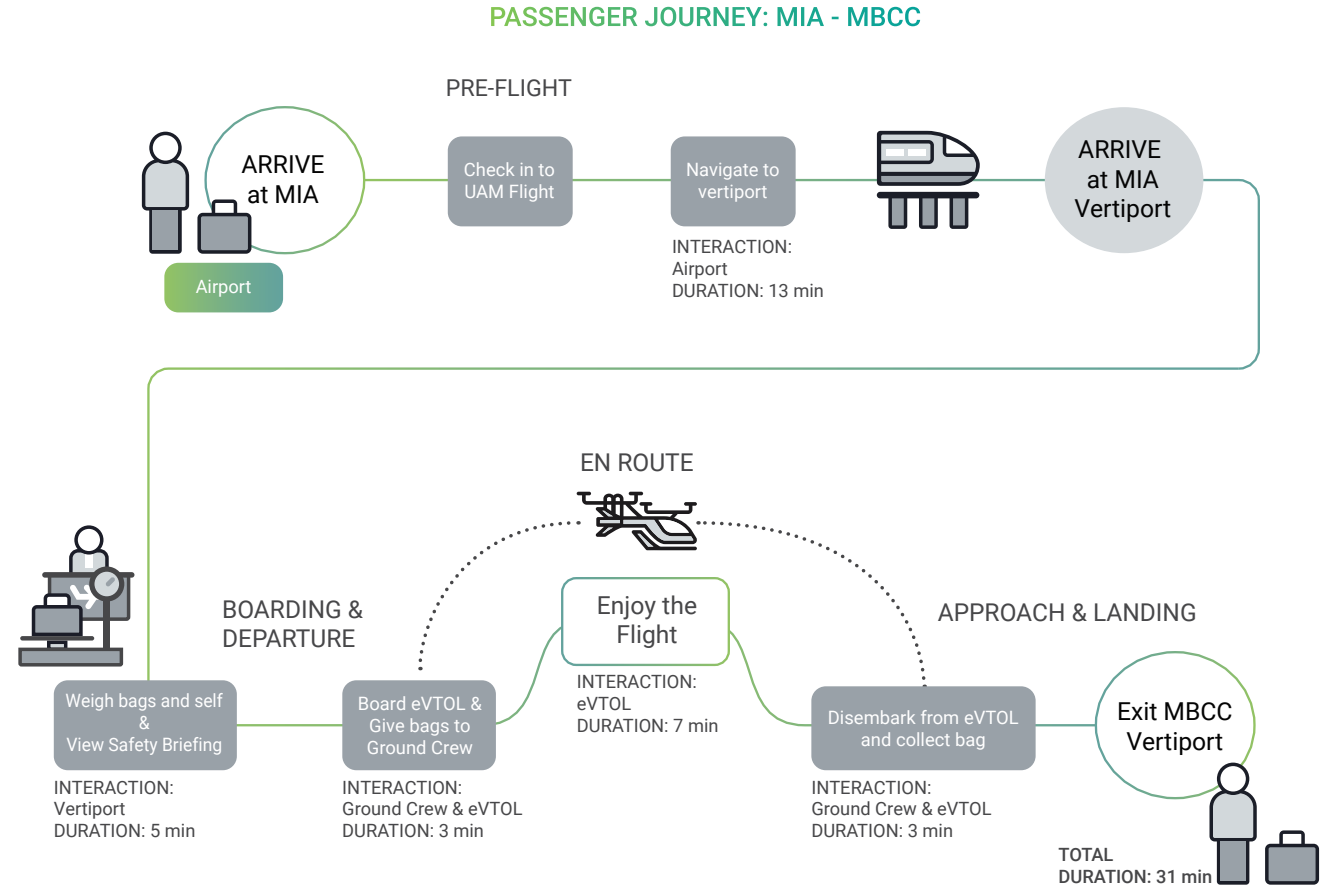 PASSENGER JOURNEY: MIA - MBCC
PRE-FLIGHT
ARRIVE
at MIA
Airport
Check in to
UAM Flight
Navigate to
vertiport
INTERACTION:
Airport
DURATION: 13 min
ARRIVE
at MIA
Vertiport
BOARDING &
DEPARTURE
Weigh bags and self
&
View Safety Briefing
INTERACTION:
Vertiport
DURATION: 5 min
Board eVTOL &
Give bags to
Ground Crew
INTERACTION:
Ground Crew & eVTOL
DURATION: 3 min
EN ROUTE
Enjoy the
Flight
INTERACTION:
eVTOL
DURATION: 7 min
APPROACH & LANDING
Disembark from eVTOL
and collect bag
INTERACTION:
Ground Crew & eVTOL
DURATION: 3 min
Exit MBCC
Vertiport
TOTAL
DURATION: 31 min